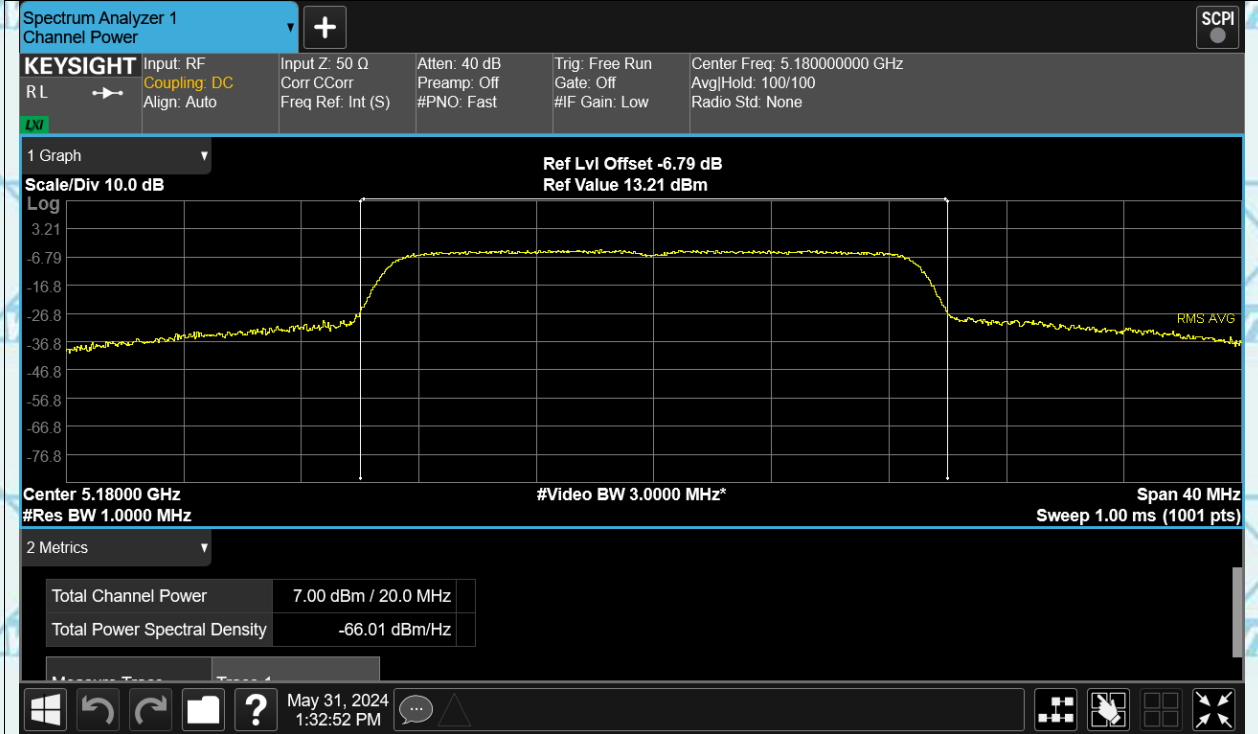 Spectrum Analyzer 1
Channel Power
SCPI
KEYSIGHT
R L
LXI
Input: RF
Coupling: DC
Align: Auto
Input Z: 50 Ω
Corr CCorr
Freq Ref: Int (S)
Atten: 40 dB
Preamp: Off
#PNO: Fast
Trig: Free Run
Gate: Off
#IF Gain: Low
Center Freq: 5.180000000 GHz
Avg|Hold: 100/100
Radio Std: None
1 Graph
Scale/Div 10.0 dB
Ref Lvl Offset -6.79 dB
Ref Value 13.21 dBm
Log
3.21
-6.79
-16.8
-26.8
-36.8
-46.8
-56.8
-66.8
-76.8
RMS AVG
Center 5.18000 GHz
#Video BW 3.0000 MHz*
Span 40 MHz
#Res BW 1.0000 MHz
Sweep 1.00 ms (1001 pts)
2 Metrics
Total Channel Power 7.00 dBm / 20.0 MHz
Total Power Spectral Density -66.01 dBm/Hz
Measure Trace Trace 1
May 31, 2024
1:32:52 PM